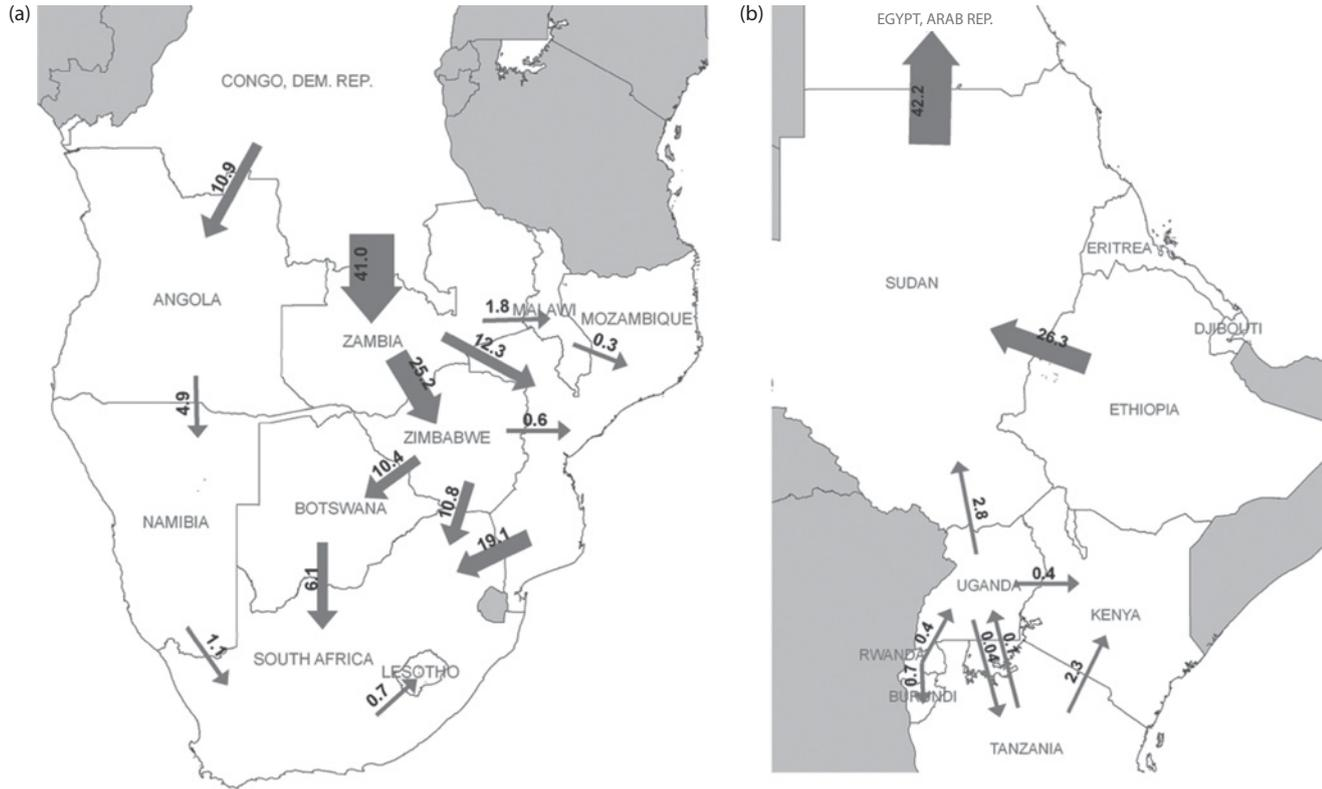 (a)
CONGO, DEM. REP.
10.9
41.0
ANGOLA
1.8
MALAWI
MOZAMBIQUE
ZAMBIA
12.3
0.3
25.2
4.9
0.6
ZIMBABWE
10.4
10.8
BOTSWANA
NAMIBIA
19.1
6.1
1.1
SOUTH AFRICA
LESOTHO
0.7
(b)
EGYPT, ARAB REP.
42.2
ERITREA
SUDAN
DJIBOUTI
26.3
ETHIOPIA
2.8
UGANDA
0.4
KENYA
0.4
RWANDA
0.04
0.1
0.7
2.3
BURUNDI
TANZANIA